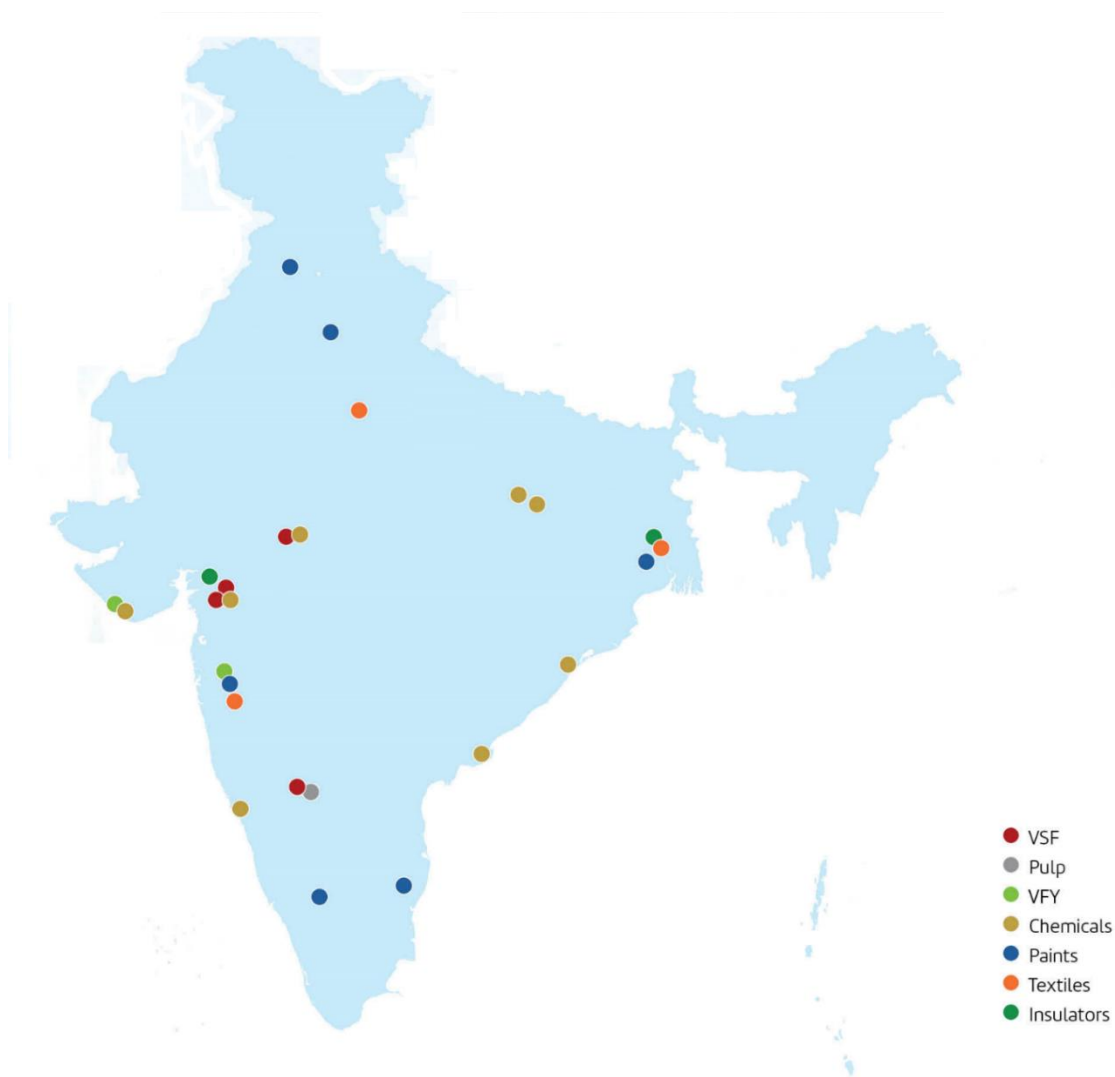 VSF
Pulp
VFY
Chemicals
Paints
Textiles
Insulators